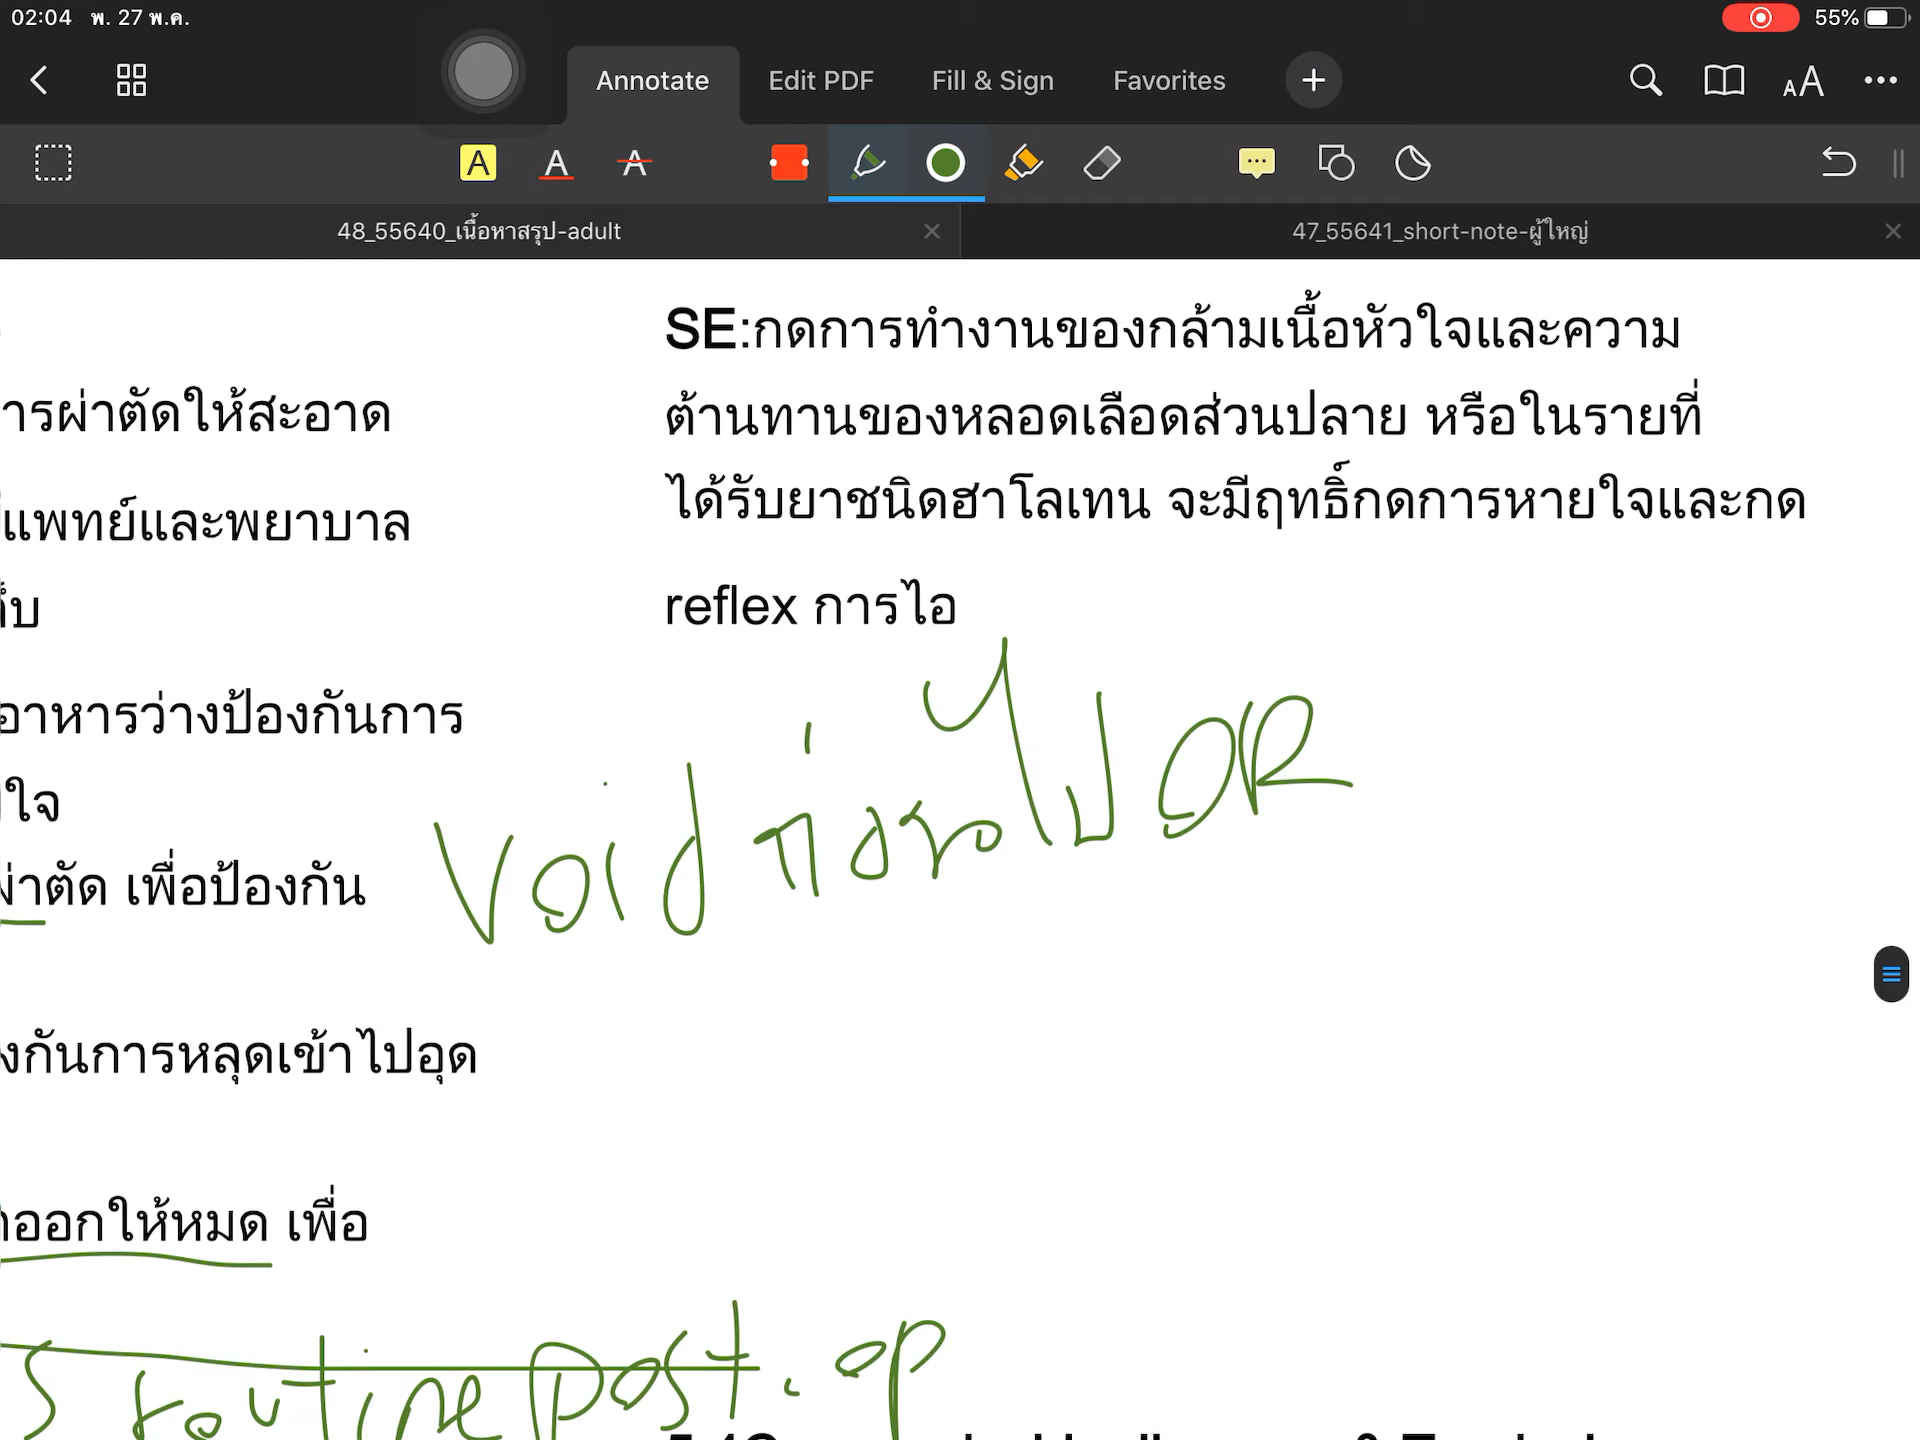 02:04 พ. 27 พ.ค.
55%
Annotate Edit PDF Fill & Sign Favorites
48_55640_เนื้อหาสรุป-adult
47_55641_short-note-ผู้ใหญ่
SE:กดการทำงานของกล้ามเนื้อหัวใจและความ
ต้านทานของหลอดเลือดส่วนปลาย หรือในรายที่
ได้รับยาชนิดฮาโลเทน จะมีฤทธิ์กดการหายใจและกด
reflex การไอ
ารผ่าตัดให้สะอาด
แพทย์และพยาบาล
อาหารว่างป้องกันการ
ใจ
ผ่าตัด เพื่อป้องกัน
void ก่อนไป OR
งกันการหลุดเข้าไปอุด
ออกให้หมด เพื่อ
routine post. op